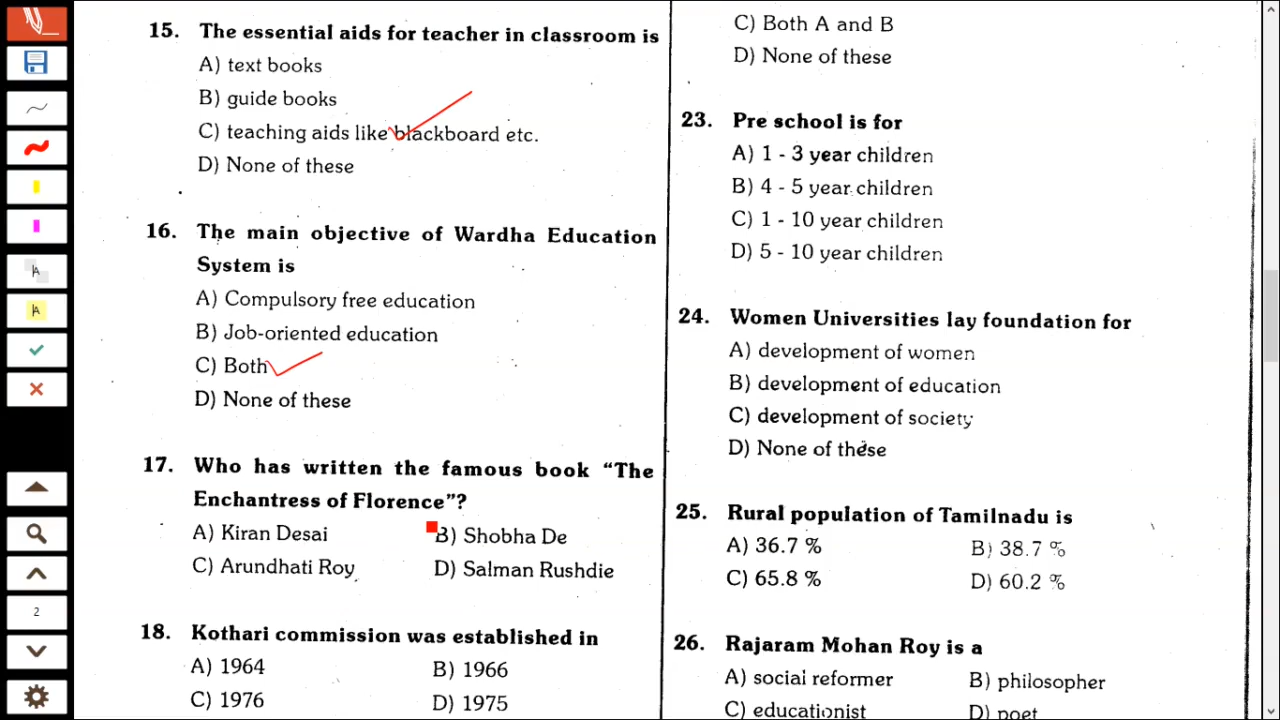 15. The essential aids for teacher in classroom is
A) text books
B) guide books
C) teaching aids like blackboard etc.
D) None of these
16. The main objective of Wardha Education
System is
A) Compulsory free education
B) Job-oriented education
C) Both
D) None of these
17. Who has written the famous book “The
Enchantress of Florence”?
A) Kiran Desai B) Shobha De
C) Arundhati Roy D) Salman Rushdie
18. Kothari commission was established in
A) 1964 B) 1966
C) 1976 D) 1975
C) Both A and B
D) None of these
23. Pre school is for
A) 1 - 3 year children
B) 4 - 5 year children
C) 1 - 10 year children
D) 5 - 10 year children
24. Women Universities lay foundation for
A) development of women
B) development of education
C) development of society
D) None of these
25. Rural population of Tamilnadu is
A) 36.7 % B) 38.7 %
C) 65.8 % D) 60.2 %
26. Rajaram Mohan Roy is a
A) social reformer B) philosopher
C) educationist D) poet
A
A
2